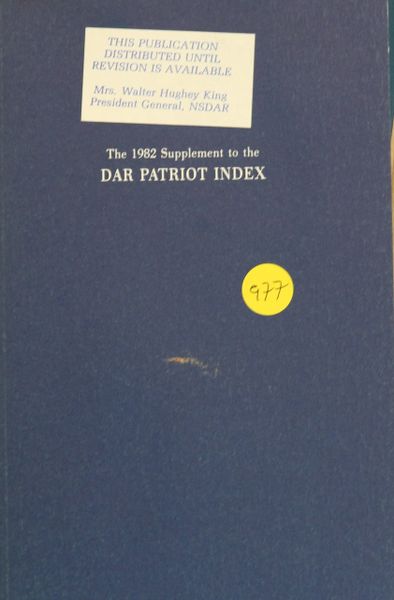 THIS PUBLICATION
DISTRIBUTED UNTIL
REVISION IS AVAILABLE
Mrs. Walter Hughey King
President General, NSDAR
The 1982 Supplement to the
DAR PATRIOT INDEX
977